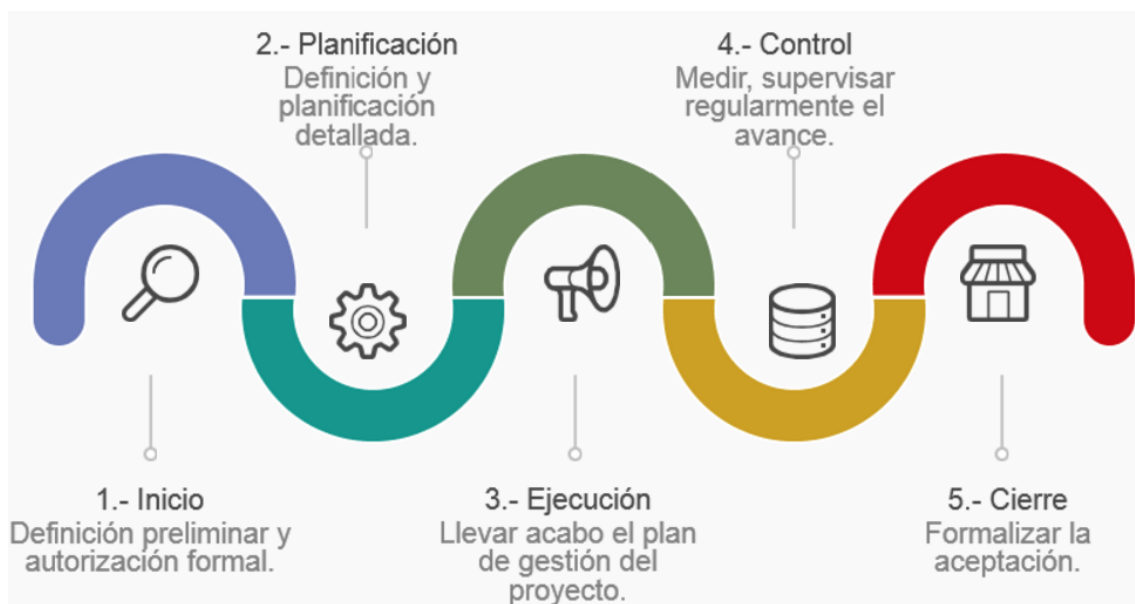 1.- Inicio
Definición preliminar y
autorización formal.
2.- Planificación
Definición y
planificación
detallada.
3.- Ejecución
Llevar acabo el plan
de gestión del
proyecto.
4.- Control
Medir, supervisar
regularmente el
avance.
5.- Cierre
Formalizar la
aceptación.